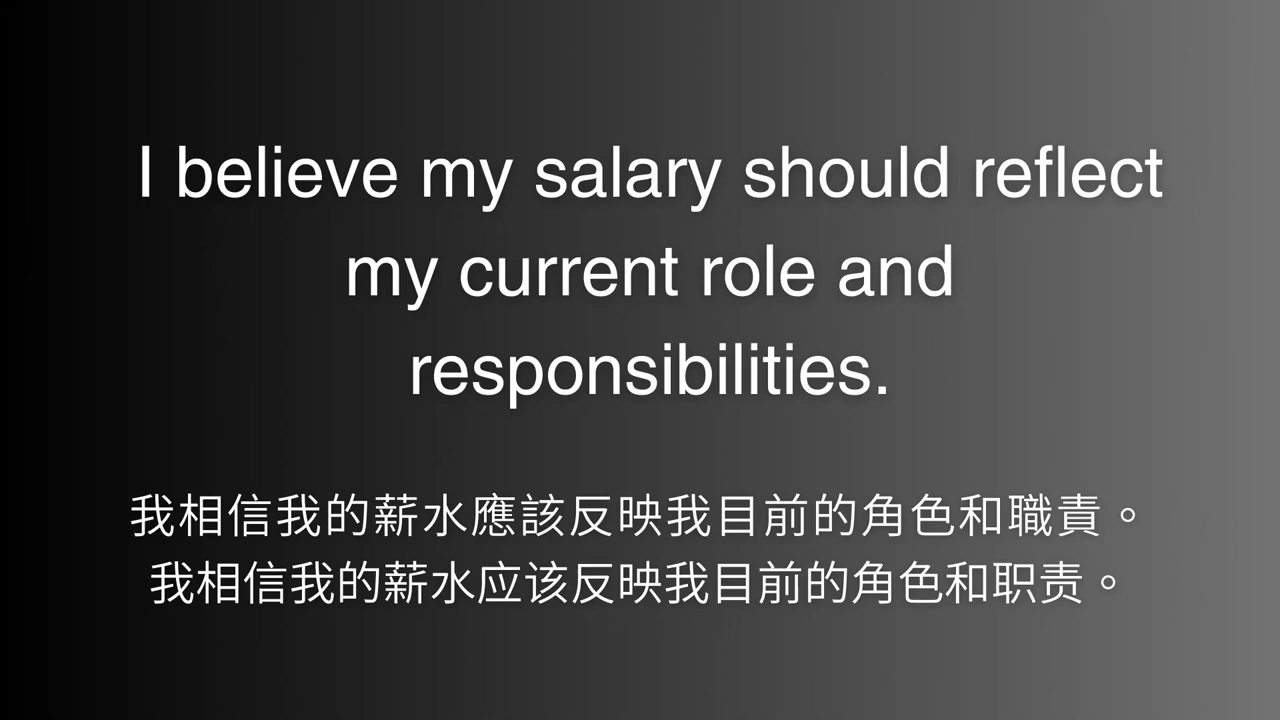 I believe my salary should reflect
my current role and
responsibilities.
我相信我的薪水應該反映我目前的角色和職責。
我相信我的薪水应该反映我目前的角色和职责。